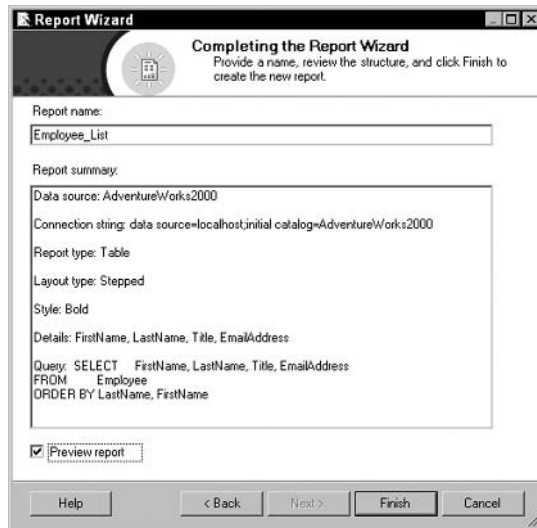 Report Wizard
Completing the Report Wizard
Provide a name, review the structure, and click Finish to
create the new report.
Report name:
Employee_List
Report summary:
Data source: AdventureWorks2000
Connection string: data source=localhost;initial catalog=AdventureWorks2000
Report type: Table
Layout type: Stepped
Style: Bold
Details: FirstName, LastName, Title, EmailAddress
Query: SELECT FirstName, LastName, Title, EmailAddress
FROM Employee
ORDER BY LastName, FirstName
Preview report
Help < Back Next > Finish Cancel